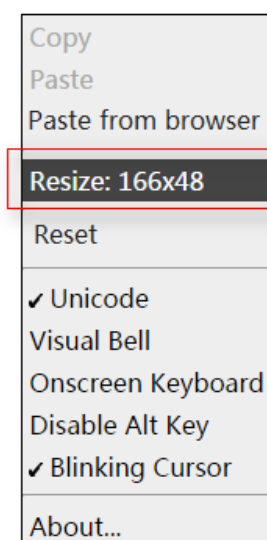 Copy
Paste
Paste from browser
Resize: 166x48
Reset
✔ Unicode
Visual Bell
Onscreen Keyboard
Disable Alt Key
✔ Blinking Cursor
About...